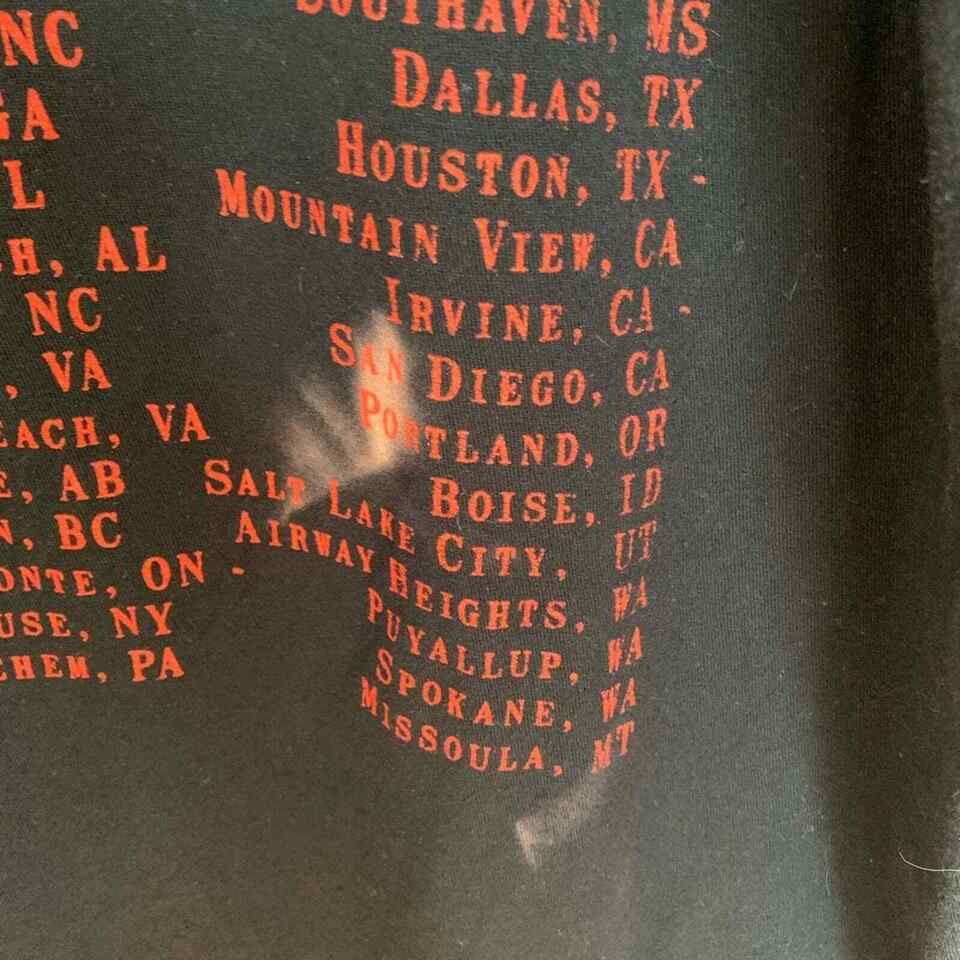 NC
GA
L
H, AL
NC
, VA
EACH, VA
E, AB
N, BC
ONTE, ON -
USE, NY
CHEM, PA
SOUTHAVEN, MS
DALLAS, TX
HOUSTON, TX -
MOUNTAIN VIEW, CA
IRVINE, CA -
SAN DIEGO, CA
PORTLAND, OR
BOISE, ID
SALT LAKE CITY, UT
AIRWAY HEIGHTS, WA
PUYALLUP, WA
SPOKANE, WA
MISSOULA, MT